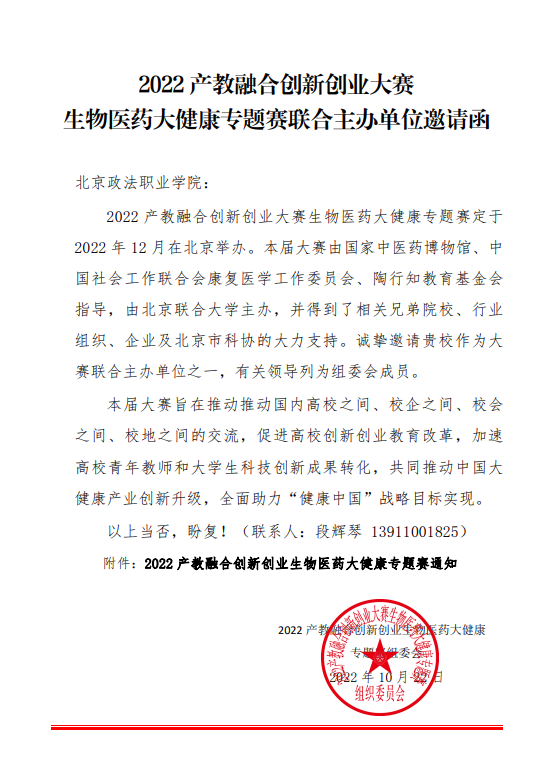 2022 产教融合创新创业大赛
生物医药大健康专题赛联合主办单位邀请函
北京政法职业学院：
2022 产教融合创新创业大赛生物医药大健康专题赛定于
2022 年 12 月在北京举办。本届大赛由国家中医药博物馆、中
国社会工作联合会康复医学工作委员会、陶行知教育基金会
指导，由北京联合大学主办，并得到了相关兄弟院校、行业
组织、企业及北京市科协的大力支持。诚挚邀请贵校作为大
赛联合主办单位之一，有关领导列为组委会成员。
本届大赛旨在推动推动国内高校之间、校企之间、校会
之间、校地之间的交流，促进高校创新创业教育改革，加速
高校青年教师和大学生科技创新成果转化，共同推动中国大
健康产业创新升级，全面助力“健康中国”战略目标实现。
以上当否，盼复！（联系人：段辉琴 13911001825）
附件：2022 产教融合创新创业生物医药大健康专题赛通知
2022 产教融合创新创业生物医药大健康
专题赛组委会
2022 年 10 月 22 日
组织委员会